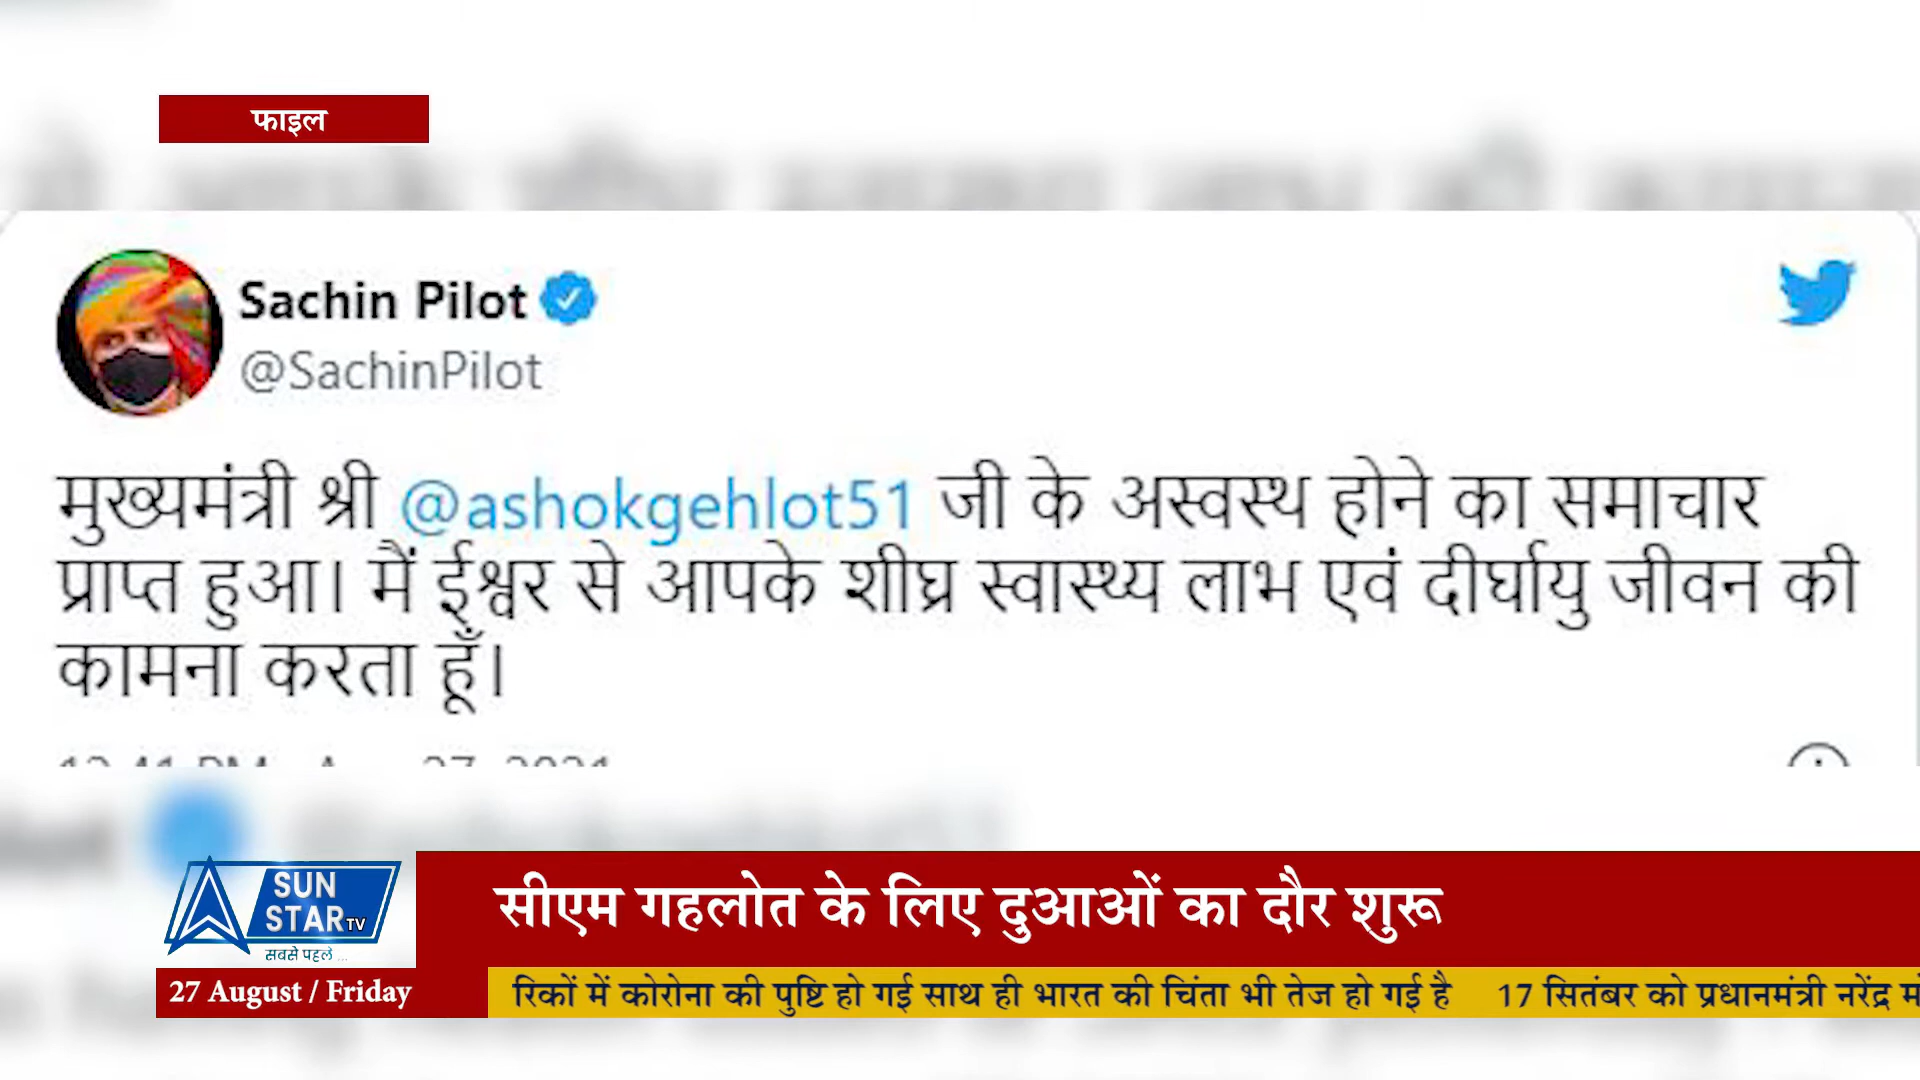 फाइल
Sachin Pilot
@SachinPilot
मुख्यमंत्री श्री @ashokgehlot51 जी के अस्वस्थ होने का समाचार
प्राप्त हुआ। मैं ईश्वर से आपके शीघ्र स्वास्थ्य लाभ एवं दीर्घायु जीवन की
कामना करता हूँ।
SUN
STAR TV
सबसे पहले ...
सीएम गहलोत के लिए दुआओं का दौर शुरू
27 August / Friday
रिकों में कोरोना की पुष्टि हो गई साथ ही भारत की चिंता भी तेज हो गई है 17 सितंबर को प्रधानमंत्री नरेंद्र